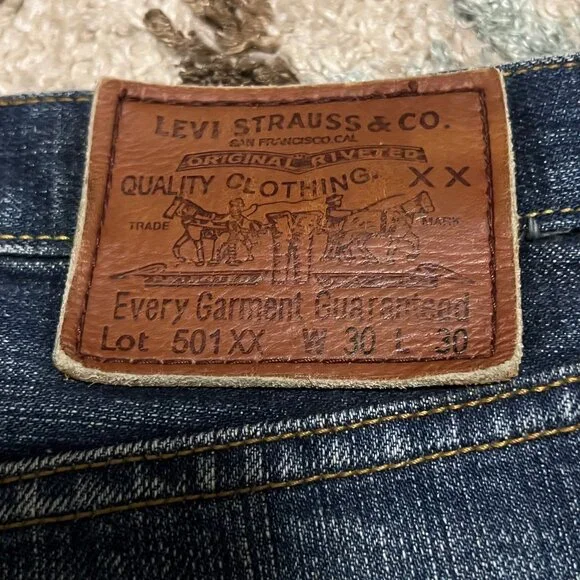 LEVI STRAUSS & CO.
SAN FRANCISCO, CAL.
ORIGINAL RIVETED
QUALITY CLOTHING. XX
TRADE MARK
Every Garment Guaranteed
Lot 501XX W 30 L 30